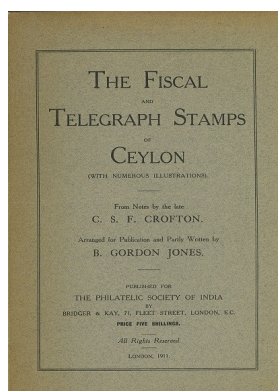 THE FISCAL
AND
TELEGRAPH STAMPS
OF
CEYLON
(WITH NUMEROUS ILLUSTRATIONS).
From Notes by the late
C. S. F. CROFTON.
Arranged for Publication and Partly Written by
B. GORDON JONES.
PUBLISHED FOR
THE PHILATELIC SOCIETY OF INDIA
BY
BRIDGER & KAY, 71, FLEET STREET, LONDON, E.C.
PRICE FIVE SHILLINGS.
All Rights Reserved.
LONDON, 1911.